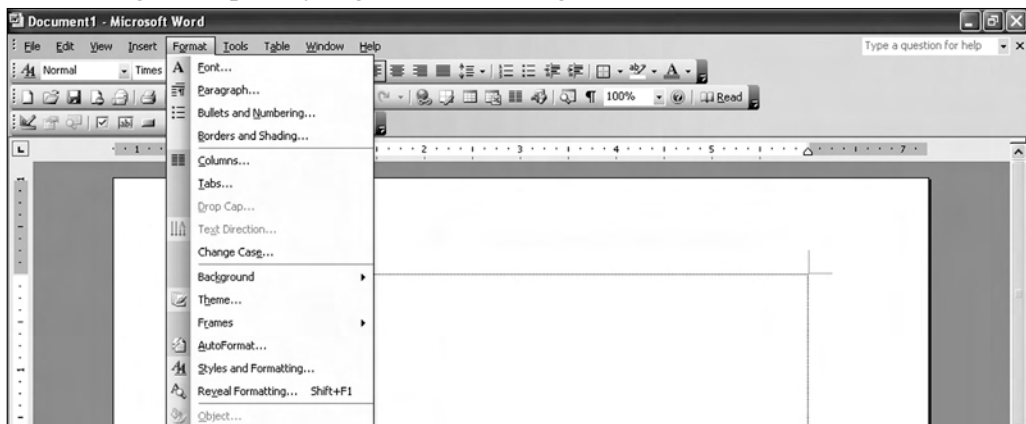 Document1 - Microsoft Word
File Edit View Insert Format Tools Table Window Help Type a question for help
Normal Times
100% Read
Font...
Paragraph...
Bullets and Numbering...
Borders and Shading...
1 2 3 4 5 7
Columns...
Tabs...
Drop Cap...
Text Direction...
Change Case...
Background
Theme...
Frames
AutoFormat...
Styles and Formatting...
Reveal Formatting... Shift+F1
Object...